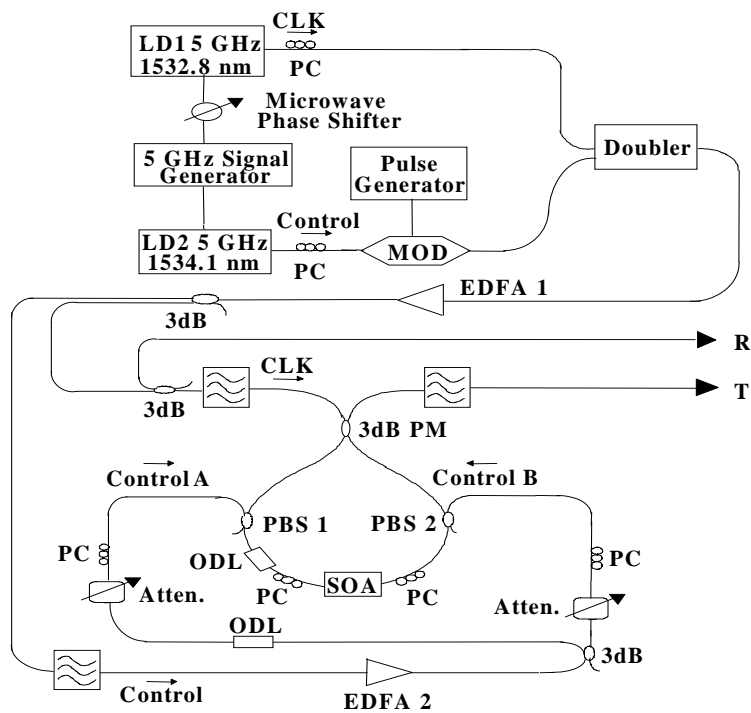 CLK
LD1 5 GHz
1532.8 nm
PC
Microwave
Phase Shifter
5 GHz Signal
Generator
Pulse
Generator
Doubler
Control
LD2 5 GHz
1534.1 nm
PC
MOD
EDFA 1
3dB
R
CLK
3dB
T
3dB PM
Control A
Control B
PBS 1
PBS 2
PC
ODL
PC
SOA
PC
PC
Atten.
Atten.
ODL
3dB
Control
EDFA 2